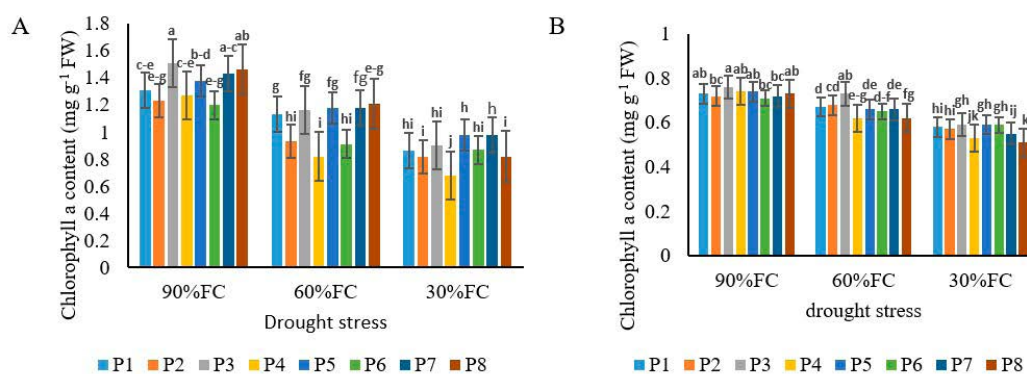 A
Chlorophyll a content (mg g-1 FW)
1.8
1.6
1.4
1.2
1
0.8
0.6
0.4
0.2
0
c-e e-g a c-e b-d e-g a-c ab
g hi fg i fg hi fg e-g
hi i hi j h hi h i
90%FC 60%FC 30%FC
Drought stress
P1 P2 P3 P4 P5 P6 P7 P8
B
Chlorophyll a content (mg g-1 FW)
1
0.8
0.6
0.4
0.2
0
ab bc a ab ab bc bc ab
d cd ab e-g de d-f de fg
hi hi gh jk gh gh ij k
90%FC 60%FC 30%FC
drought stress
P1 P2 P3 P4 P5 P6 P7 P8